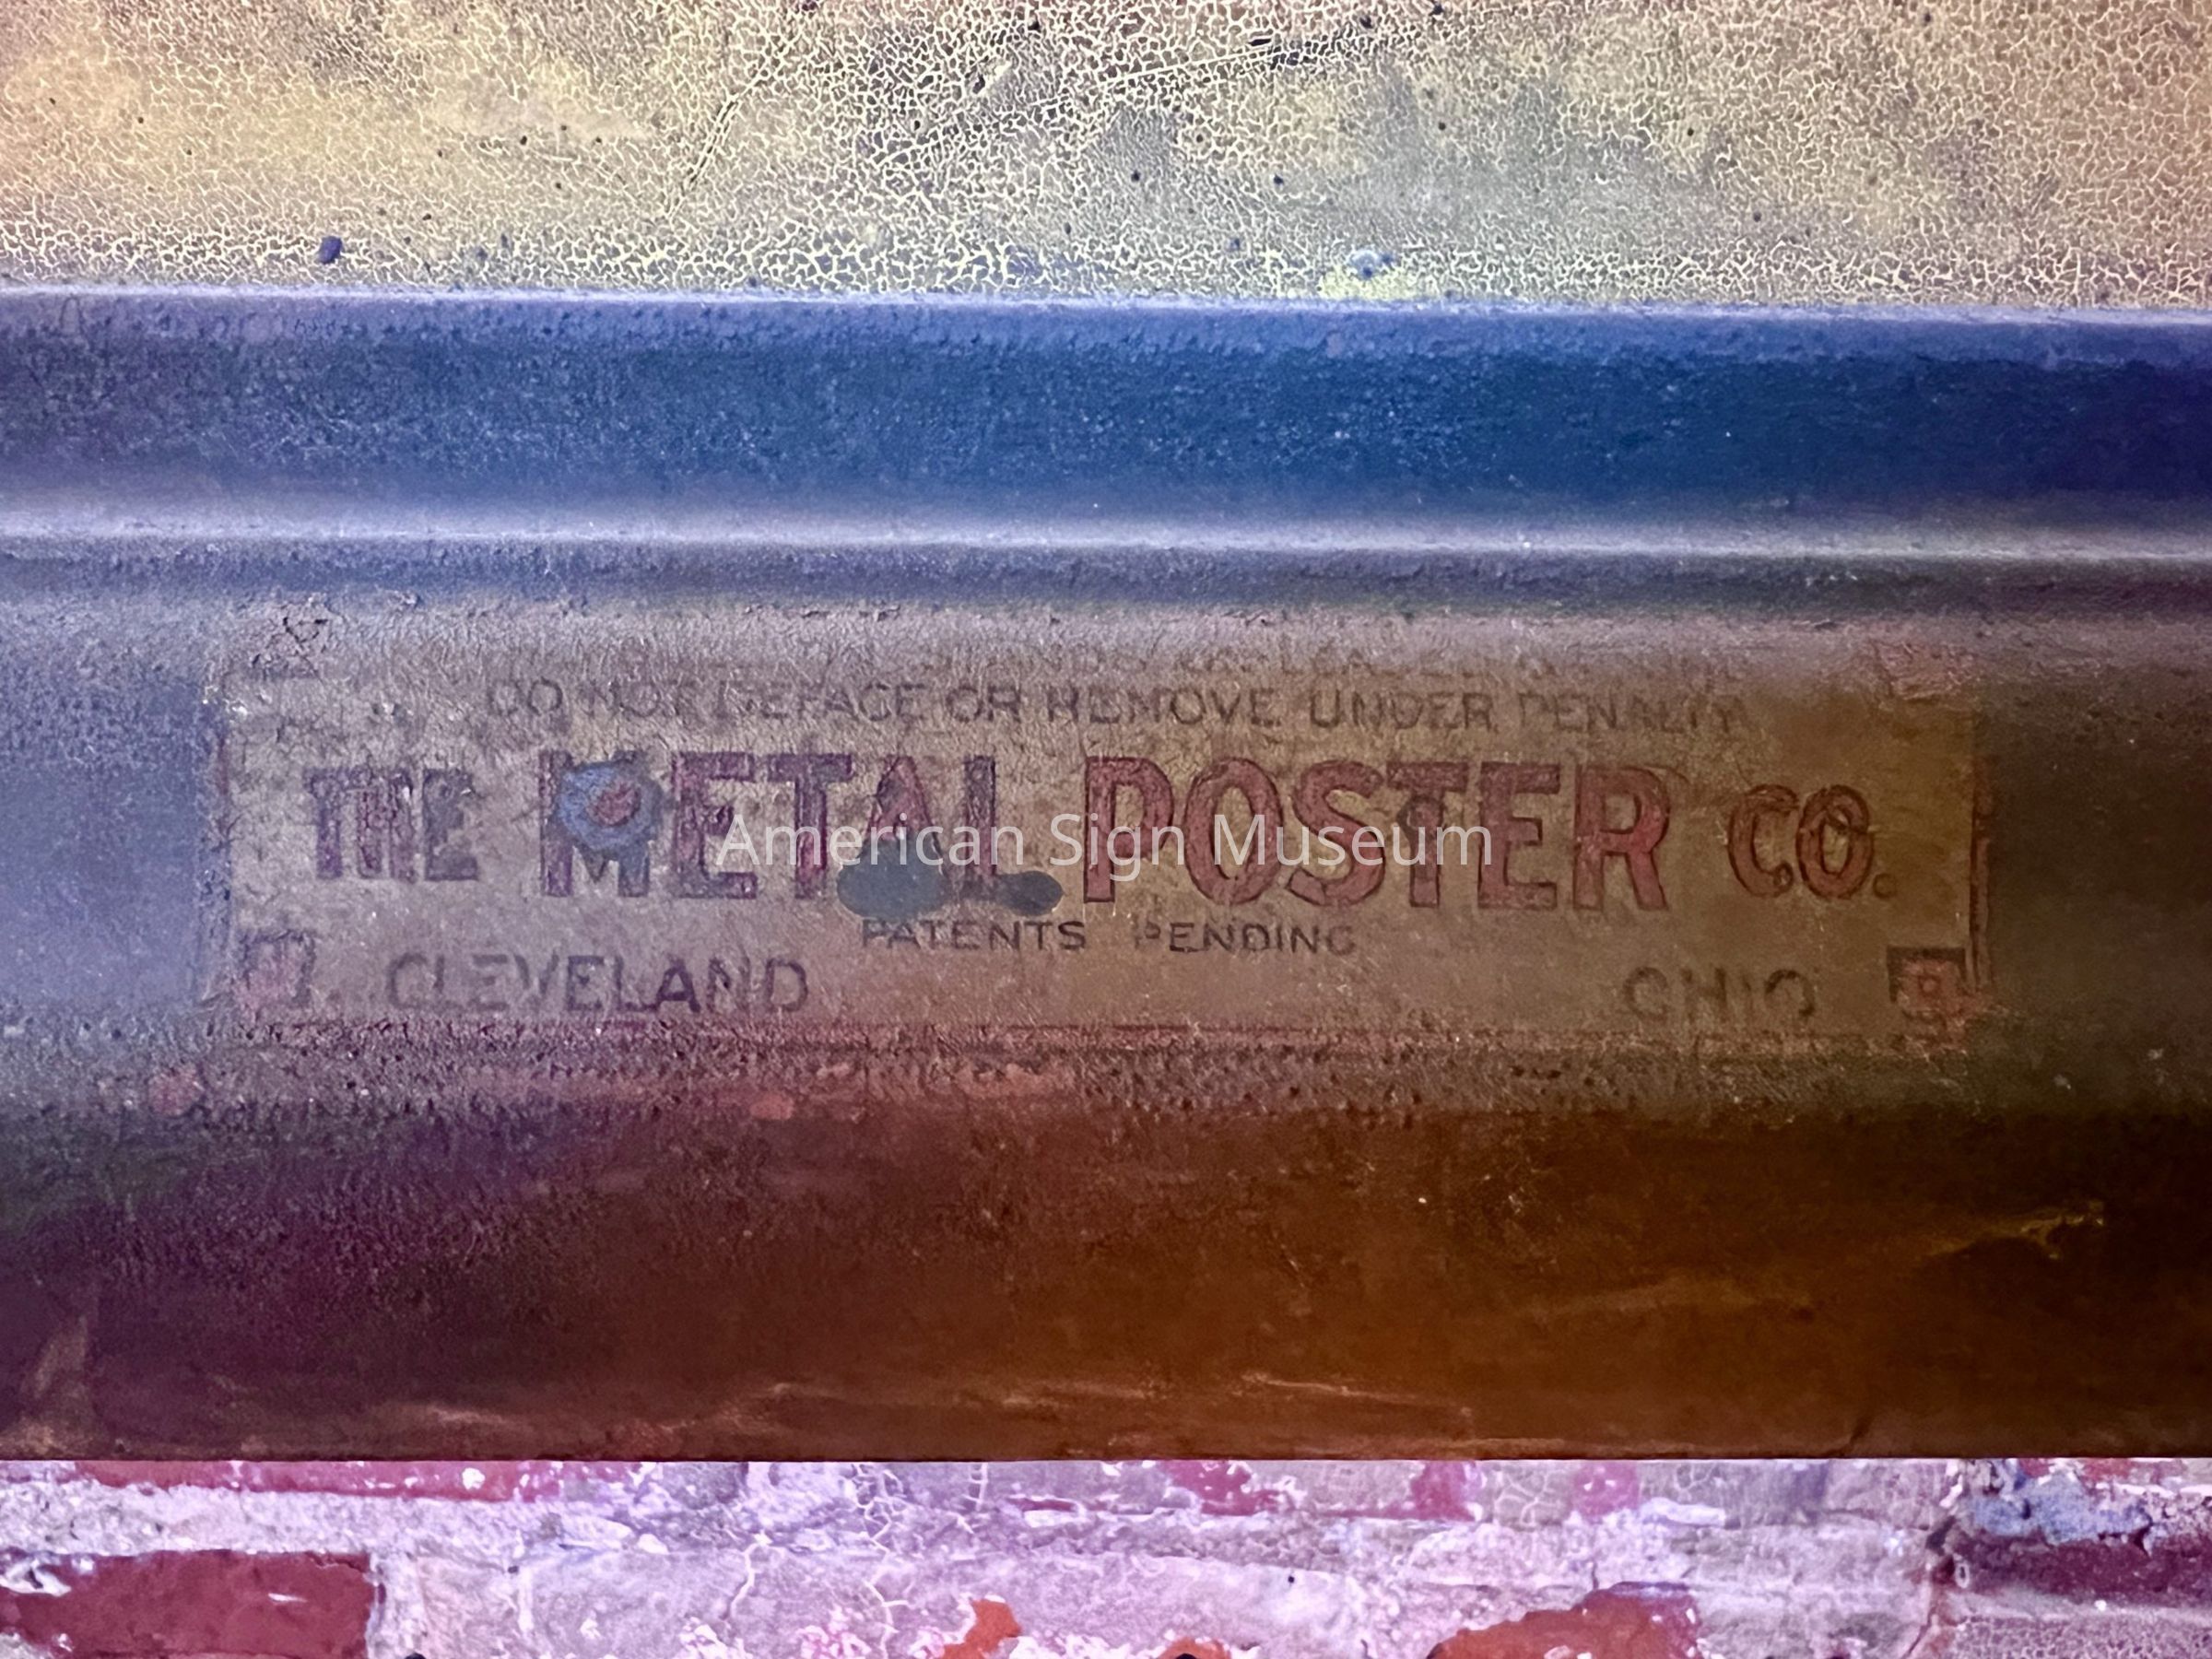 DO NOT DEFACE OR REMOVE UNDER PENALTY
THE METAL POSTER CO.
American Sign Museum
PATENTS PENDING
CLEVELAND OHIO